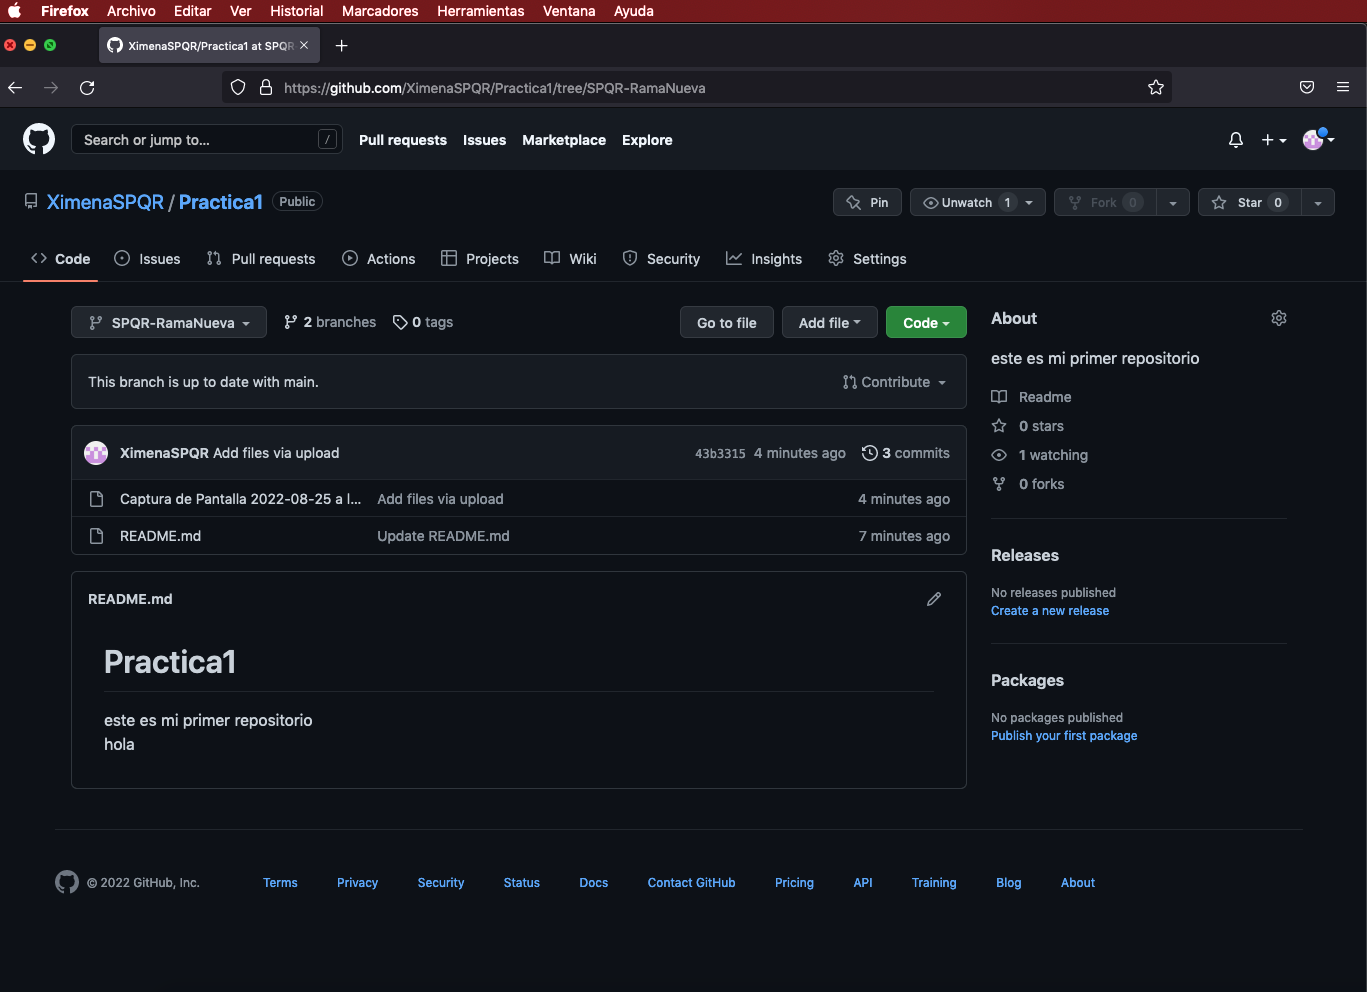 Firefox Archivo Editar Ver Historial Marcadores Herramientas Ventana Ayuda
XimenaSPQR/Practica1 at SPQR
https://github.com/XimenaSPQR/Practica1/tree/SPQR-RamaNueva
Search or jump to... / Pull requests Issues Marketplace Explore
XimenaSPQR / Practica1 Public Pin Unwatch 1 Fork 0 Star 0
Code Issues Pull requests Actions Projects Wiki Security Insights Settings
SPQR-RamaNueva 2 branches 0 tags Go to file Add file Code
This branch is up to date with main. Contribute
XimenaSPQR Add files via upload 43b3315 4 minutes ago 3 commits
Captura de Pantalla 2022-08-25 a l... Add files via upload 4 minutes ago
README.md Update README.md 7 minutes ago
README.md
Practica1
este es mi primer repositorio
hola
About
este es mi primer repositorio
Readme
0 stars
1 watching
0 forks
Releases
No releases published
Create a new release
Packages
No packages published
Publish your first package
© 2022 GitHub, Inc. Terms Privacy Security Status Docs Contact GitHub Pricing API Training Blog About